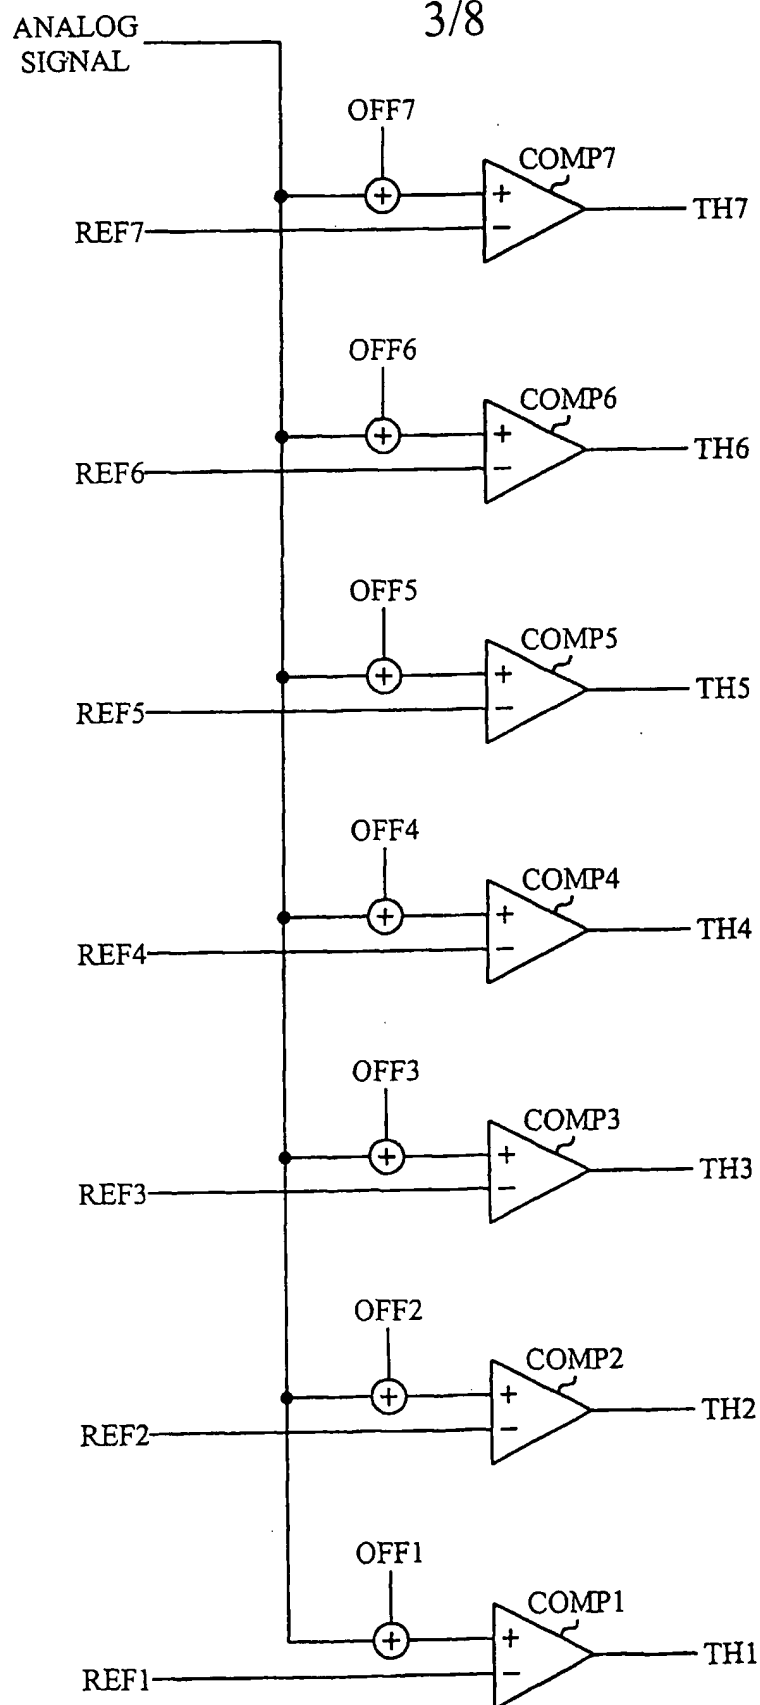 3/8
ANALOG
SIGNAL
OFF7
COMP7
+
+
−
REF7
TH7
OFF6
COMP6
+
+
−
REF6
TH6
OFF5
COMP5
+
+
−
REF5
TH5
OFF4
COMP4
+
+
−
REF4
TH4
OFF3
COMP3
+
+
−
REF3
TH3
OFF2
COMP2
+
+
−
REF2
TH2
OFF1
COMP1
+
+
−
REF1
TH1